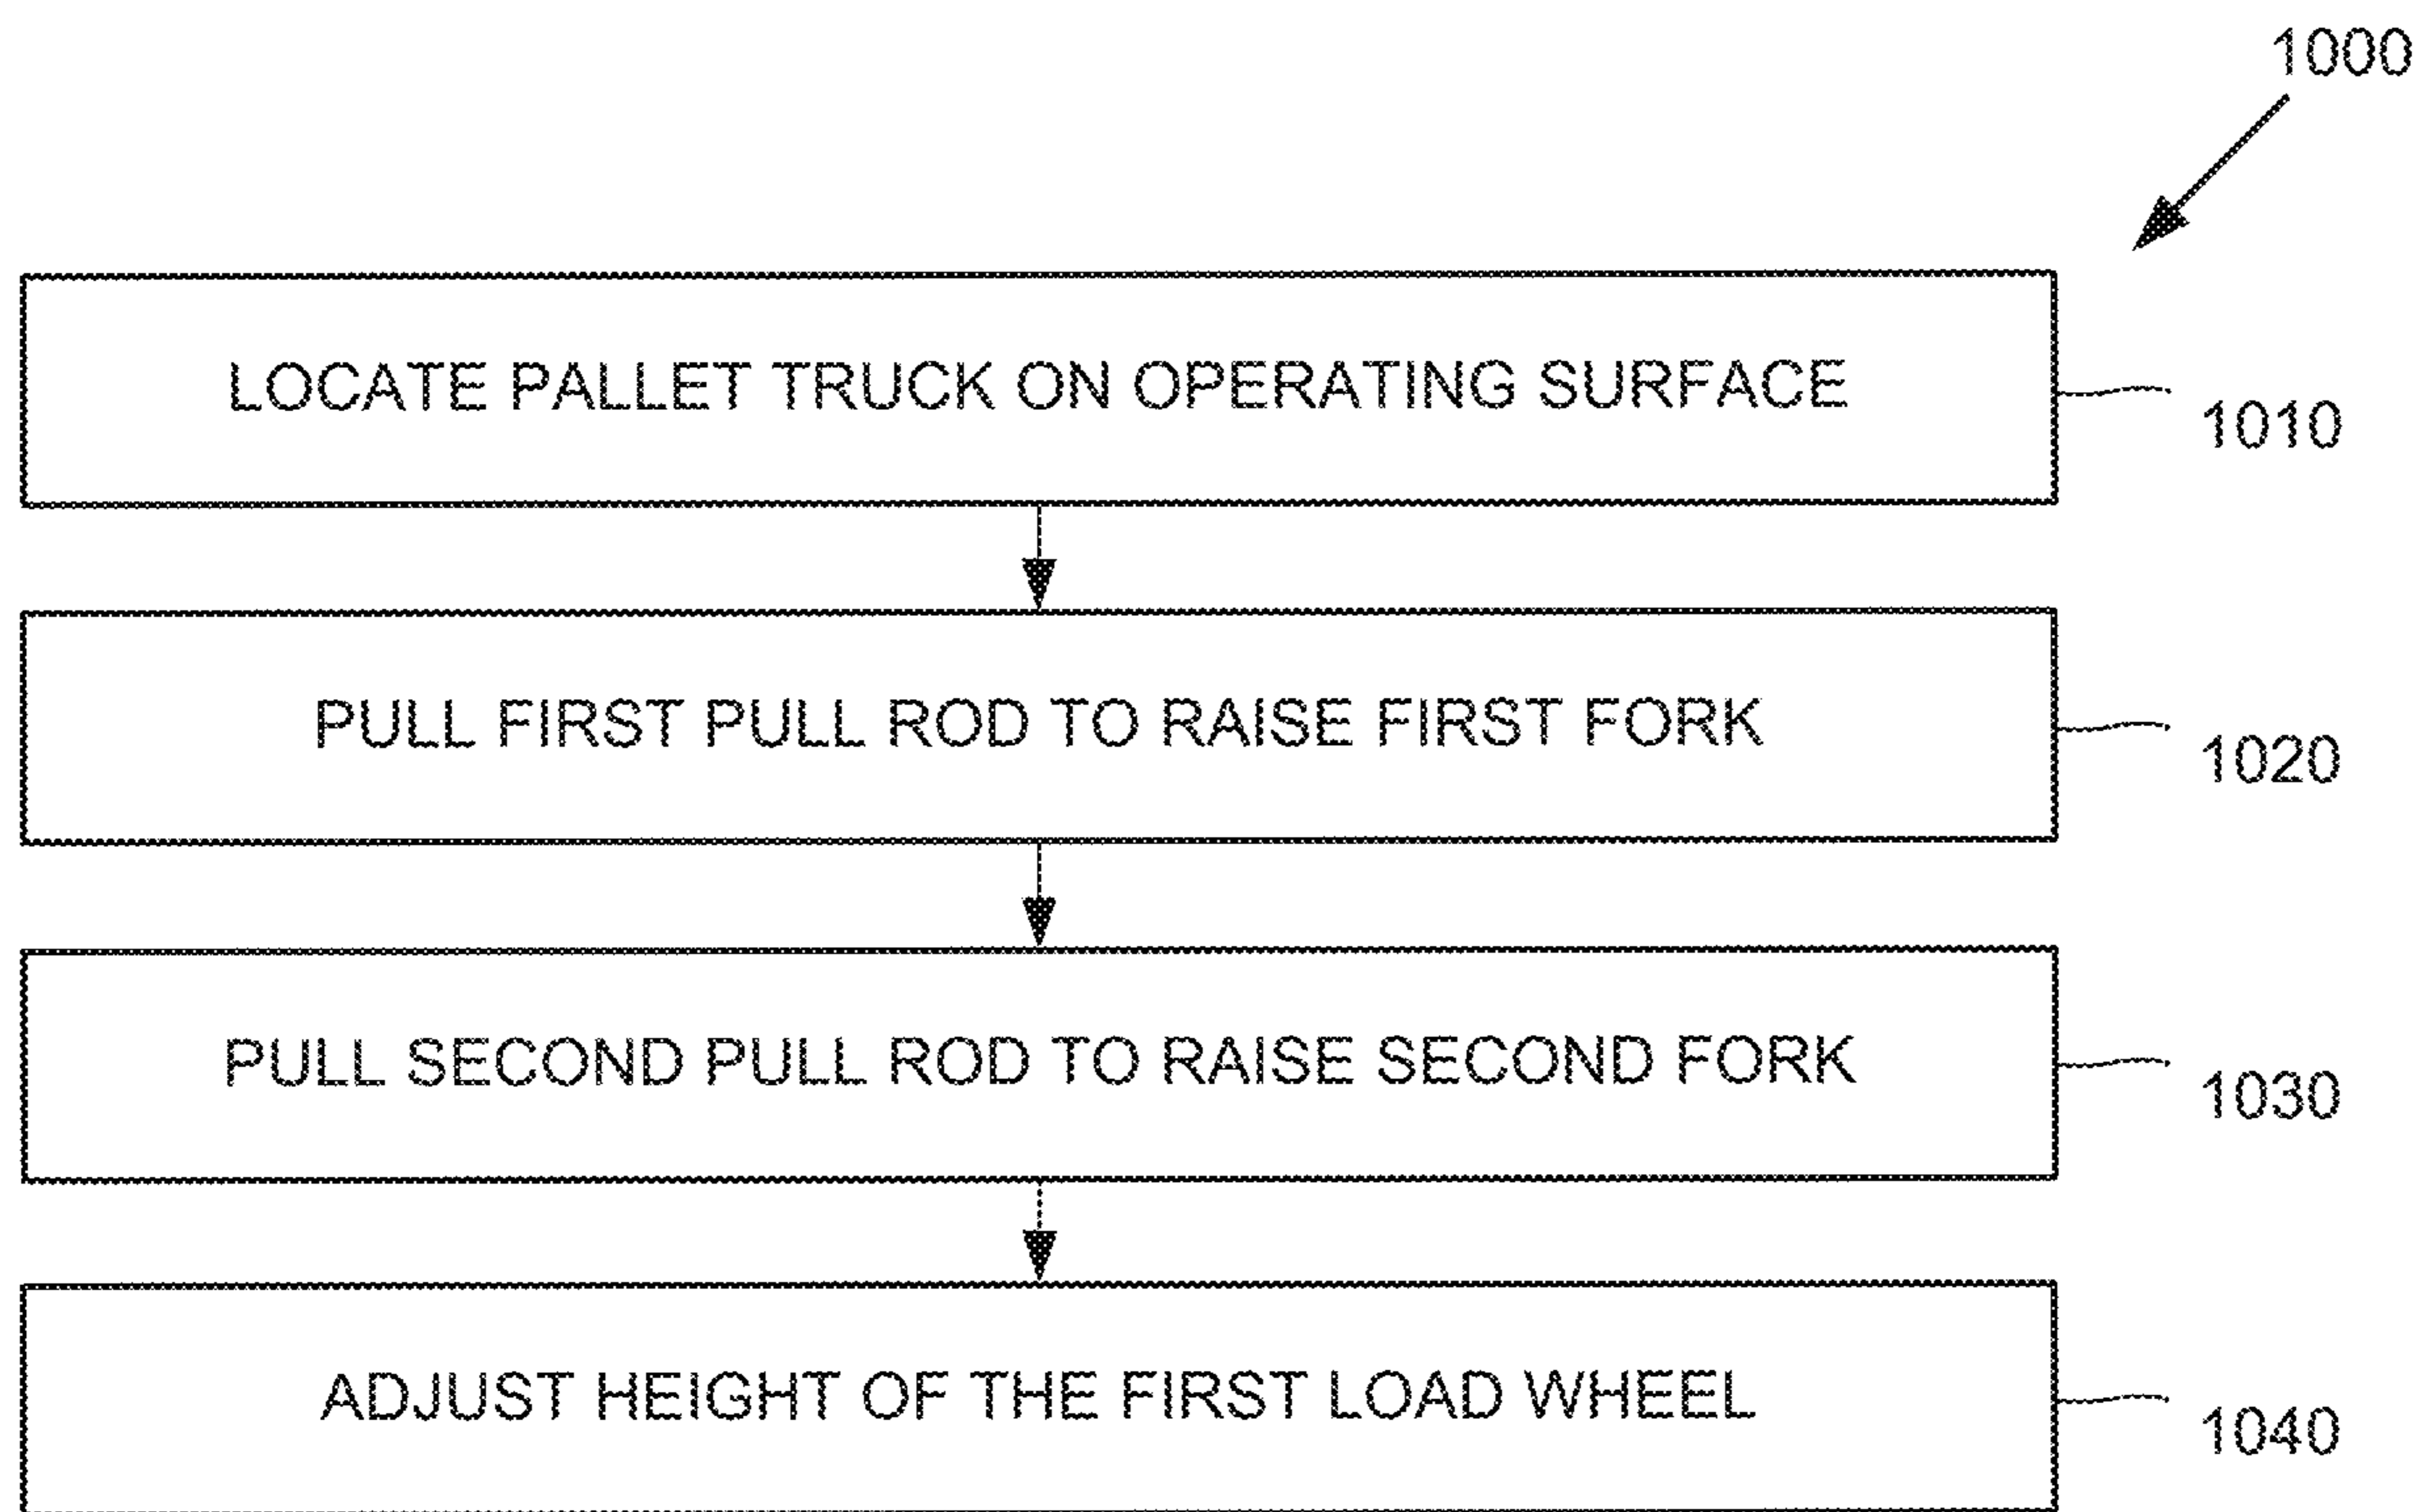 1000
LOCATE PALLET TRUCK ON OPERATING SURFACE
1010
PULL FIRST PULL ROD TO RAISE FIRST FORK
1020
PULL SECOND PULL ROD TO RAISE SECOND FORK
1030
ADJUST HEIGHT OF THE FIRST LOAD WHEEL
1040